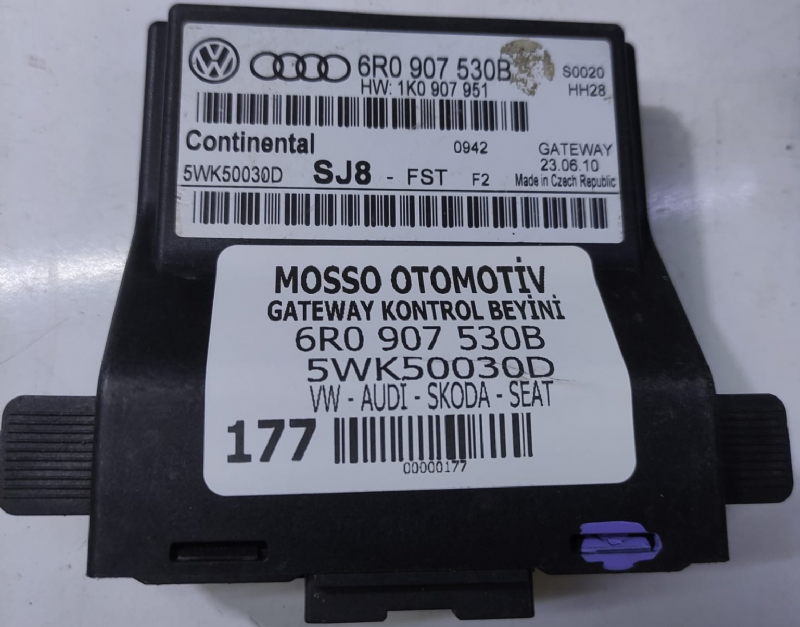 6R0 907 530B S0020
HW: 1K0 907 951 HH28
Continental 0942 GATEWAY
5WK50030D SJ8 - FST F2 23.06.10
Made in Czech Republic
MOSSO OTOMOTİV
GATEWAY KONTROL BEYİNİ
6R0 907 530B
5WK50030D
VW - AUDI - SKODA - SEAT
177
00000177